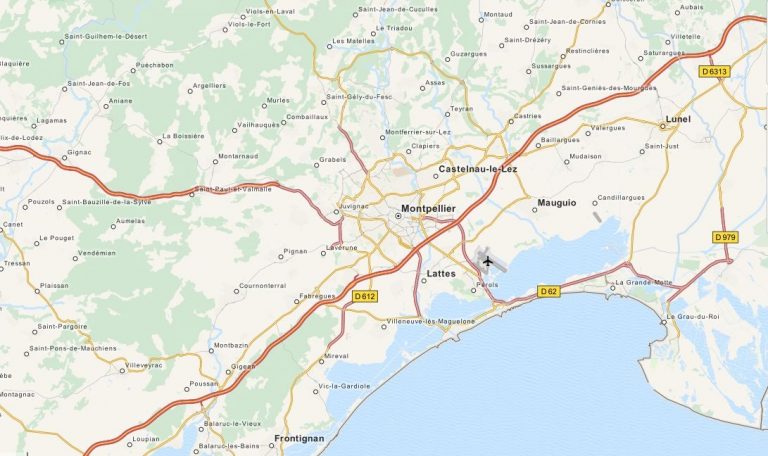 Viols-en-Laval
Viols-le-Fort
Saint-Guilhem-le-Désert
Puéchabon
Le Triadou
Les Matelles
Montaud
Saint-Jean-de-Cuculles
Saint-Drézéry
Guzargues
Sussargues
Saint-Jean-de-Cornies
Restinclières
Aubais
Villetelle
Saturargues
D 6313
Saint-Jean-de-Fos
Aniane
Argelliers
Murles
Saint-Gély-du-Fesc
Assas
Saint-Geniès-des-Mourgues
Lagamas
La Boissière
Vailhauquès
Combaillaux
Teyran
Castries
Montferrier-sur-Lez
Clapiers
Baillargues
Valergues
Lunel
Saint-Just
Gignac
Montarnaud
Grabels
Castelnau-le-Lez
Mudaison
Saint-Paul-et-Valmalle
Pouzols
Saint-Bauzille-de-la-Sylve
Juvignac
Montpellier
Mauguio
Candillargues
Aumelas
Le Pouget
Vendémian
Pignan
Lavérune
D 979
Tressan
Plaissan
Cournonterral
Fabrègues
D 612
Lattes
Pérols
D 62
La Grande-Motte
Le Grau-du-Roi
Saint-Pargoire
Saint-Pons-de-Mauchiens
Villeveyrac
Montbazin
Villeneuve-lès-Maguelone
Mireval
Gigean
Poussan
Vic-la-Gardiole
Montagnac
Balaruc-le-Vieux
Loupian
Balaruc-les-Bains
Frontignan